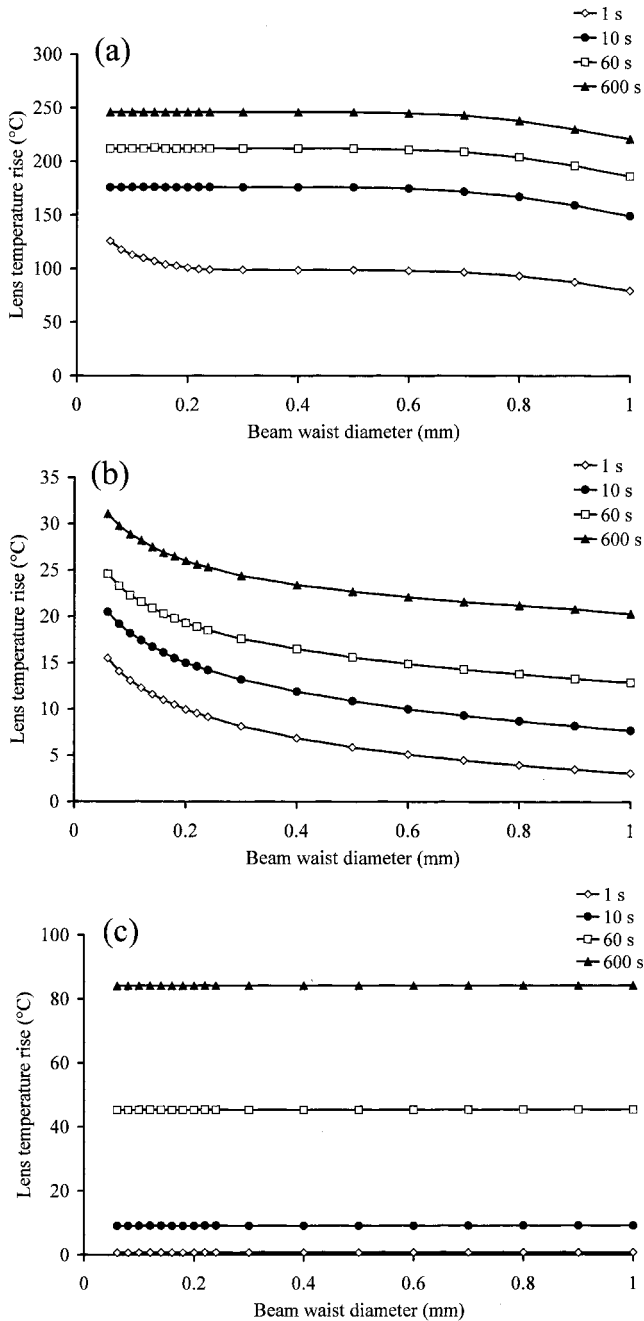 (a)
1 s
10 s
60 s
600 s
300
250
200
150
100
50
0
Lens temperature rise (°C)
0 0.2 0.4 0.6 0.8 1
Beam waist diameter (mm)
(b)
1 s
10 s
60 s
600 s
35
30
25
20
15
10
5
0
Lens temperature rise (°C)
0 0.2 0.4 0.6 0.8 1
Beam waist diameter (mm)
(c)
1 s
10 s
60 s
600 s
100
80
60
40
20
0
Lens temperature rise (°C)
0 0.2 0.4 0.6 0.8 1
Beam waist diameter (mm)